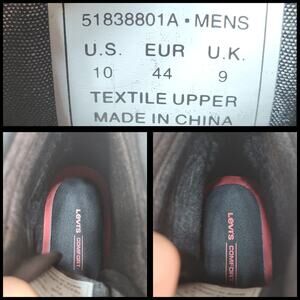 51838801A • MENS
U.S. EUR U.K.
10 44 9
TEXTILE UPPER
MADE IN CHINA
LEVI'S
COMFORT
LEVI'S
COMFORT